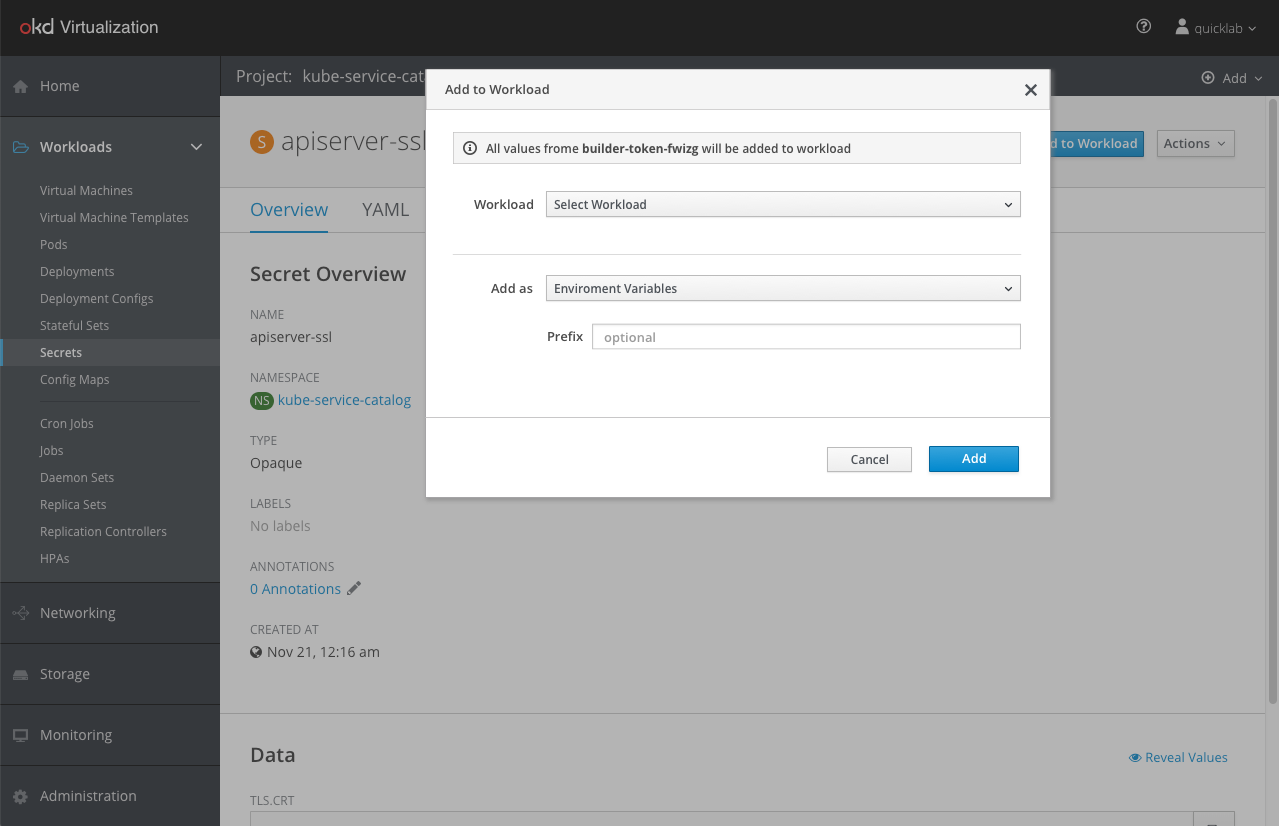 okd Virtualization
quicklab
Home
Workloads
Virtual Machines
Virtual Machine Templates
Pods
Deployments
Deployment Configs
Stateful Sets
Secrets
Config Maps
Cron Jobs
Jobs
Daemon Sets
Replica Sets
Replication Controllers
HPAs
Networking
Storage
Monitoring
Administration
Project: kube-service-cat
Add
S apiserver-ssl
d to Workload
Actions
Overview YAML
Secret Overview
NAME
apiserver-ssl
NAMESPACE
NS kube-service-catalog
TYPE
Opaque
LABELS
No labels
ANNOTATIONS
0 Annotations
CREATED AT
Nov 21, 12:16 am
Data
Reveal Values
TLS.CRT
Add to Workload
All values frome builder-token-fwizg will be added to workload
Workload Select Workload
Add as Enviroment Variables
Prefix optional
Cancel Add